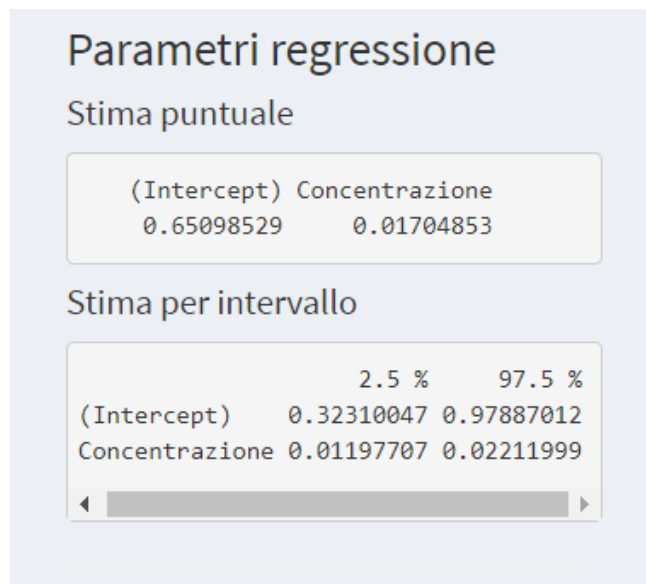 Parametri regressione
Stima puntuale
(Intercept) Concentrazione
0.65098529 0.01704853
Stima per intervallo
2.5 % 97.5 %
(Intercept) 0.32310047 0.97887012
Concentrazione 0.01197707 0.02211999